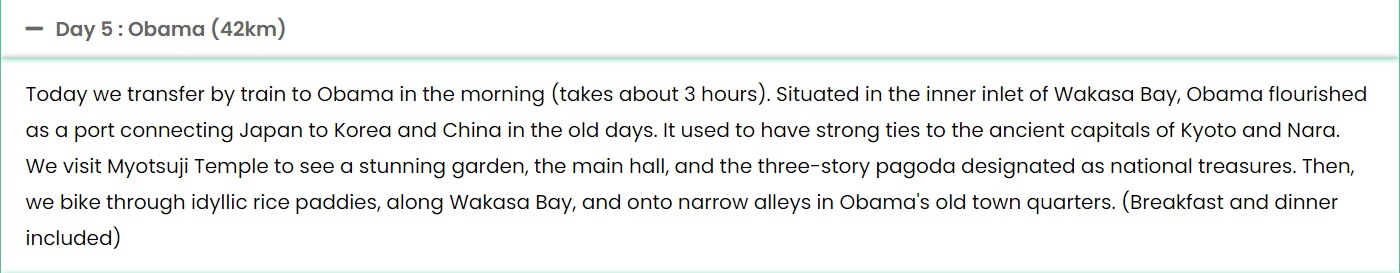 — Day 5 : Obama (42km)
Today we transfer by train to Obama in the morning (takes about 3 hours). Situated in the inner inlet of Wakasa Bay, Obama flourished
as a port connecting Japan to Korea and China in the old days. It used to have strong ties to the ancient capitals of Kyoto and Nara.
We visit Myotsuji Temple to see a stunning garden, the main hall, and the three-story pagoda designated as national treasures. Then,
we bike through idyllic rice paddies, along Wakasa Bay, and onto narrow alleys in Obama's old town quarters. (Breakfast and dinner
included)